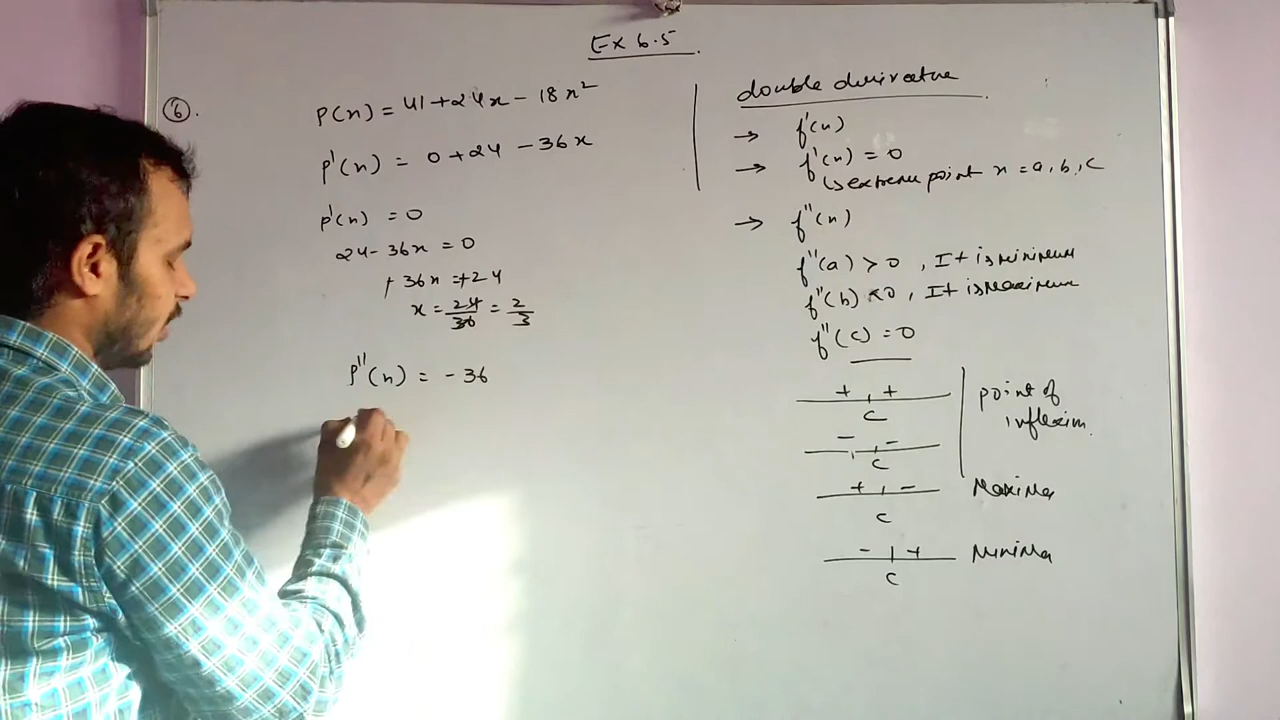 Ex 6.5
⑥.
P(x) = 41 + 24x - 18x²
P'(x) = 0 + 24 - 36x
P'(x) = 0
24 - 36x = 0
+ 36x = +24
x = 24/36 = 2/3
P''(x) = - 36
double derivative
→ f'(x)
→ f'(x) = 0
↳ extreme point x = a, b, c
→ f''(x)
f''(a) > 0 , It is minimum
f''(b) < 0 , It is Maximum
f''(c) = 0
+ +
c
- -
c
point of
inflexion.
+ - Maxima
c
- + Minima
c